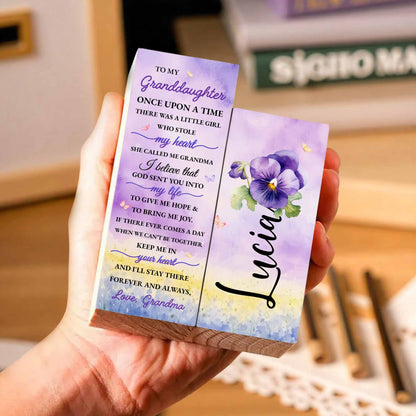 TO MY
Granddaughter
ONCE UPON A TIME
THERE WAS A LITTLE GIRL
WHO STOLE
my heart
SHE CALLED ME GRANDMA
I believe that
GOD SENT YOU INTO
my life
TO GIVE ME HOPE &
TO BRING ME JOY,
IF THERE EVER COMES A DAY
WHEN WE CAN'T BE TOGETHER
KEEP ME IN
your heart
AND I'LL STAY THERE
FOREVER AND ALWAYS,
Love, Grandma
Lucia